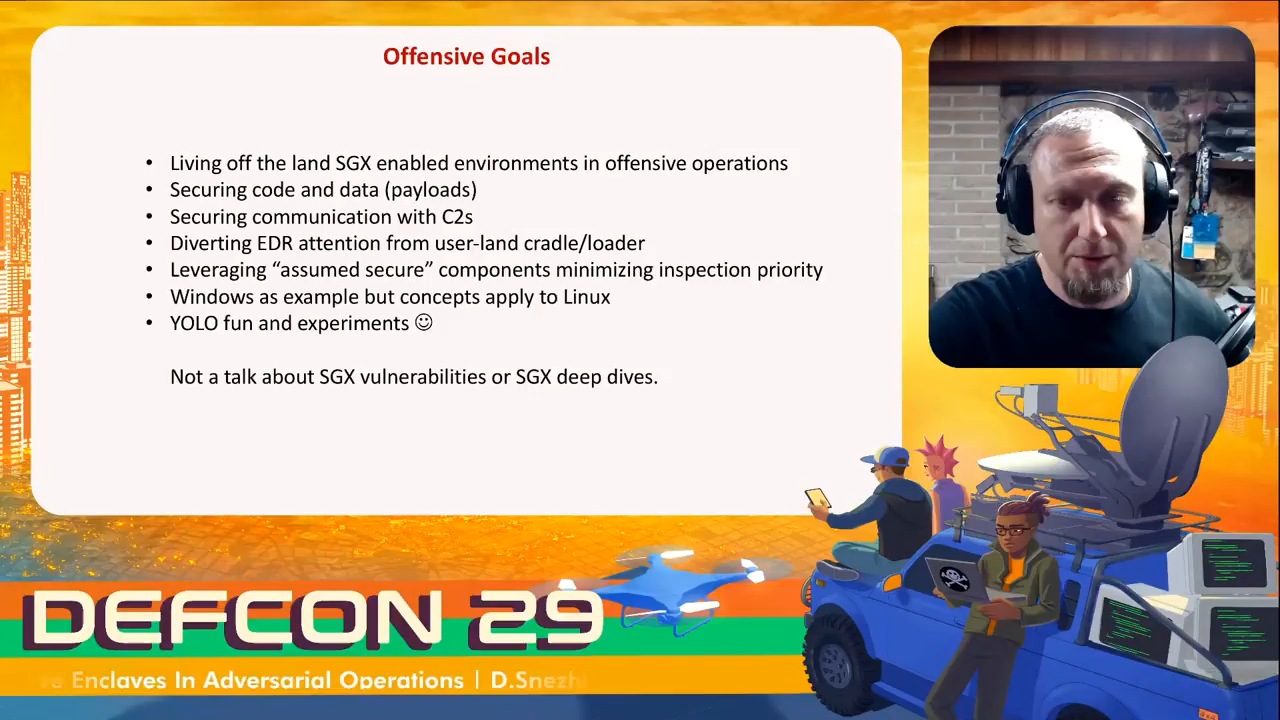 Offensive Goals
• Living off the land SGX enabled environments in offensive operations
• Securing code and data (payloads)
• Securing communication with C2s
• Diverting EDR attention from user-land cradle/loader
• Leveraging “assumed secure” components minimizing inspection priority
• Windows as example but concepts apply to Linux
• YOLO fun and experiments ☺
Not a talk about SGX vulnerabilities or SGX deep dives.
DEFCON 29
Enclaves In Adversarial Operations | D.Snezh